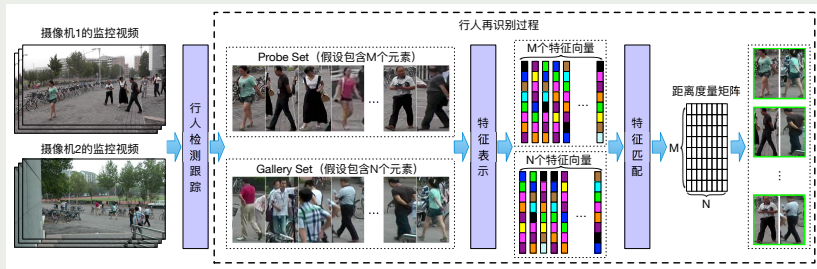 行人再识别过程
摄像机1的监控视频
摄像机2的监控视频
行人检测跟踪
Probe Set（假设包含M个元素）
...
Gallery Set（假设包含N个元素）
...
特征表示
M个特征向量
...
N个特征向量
...
特征匹配
距离度量矩阵
M
N
...